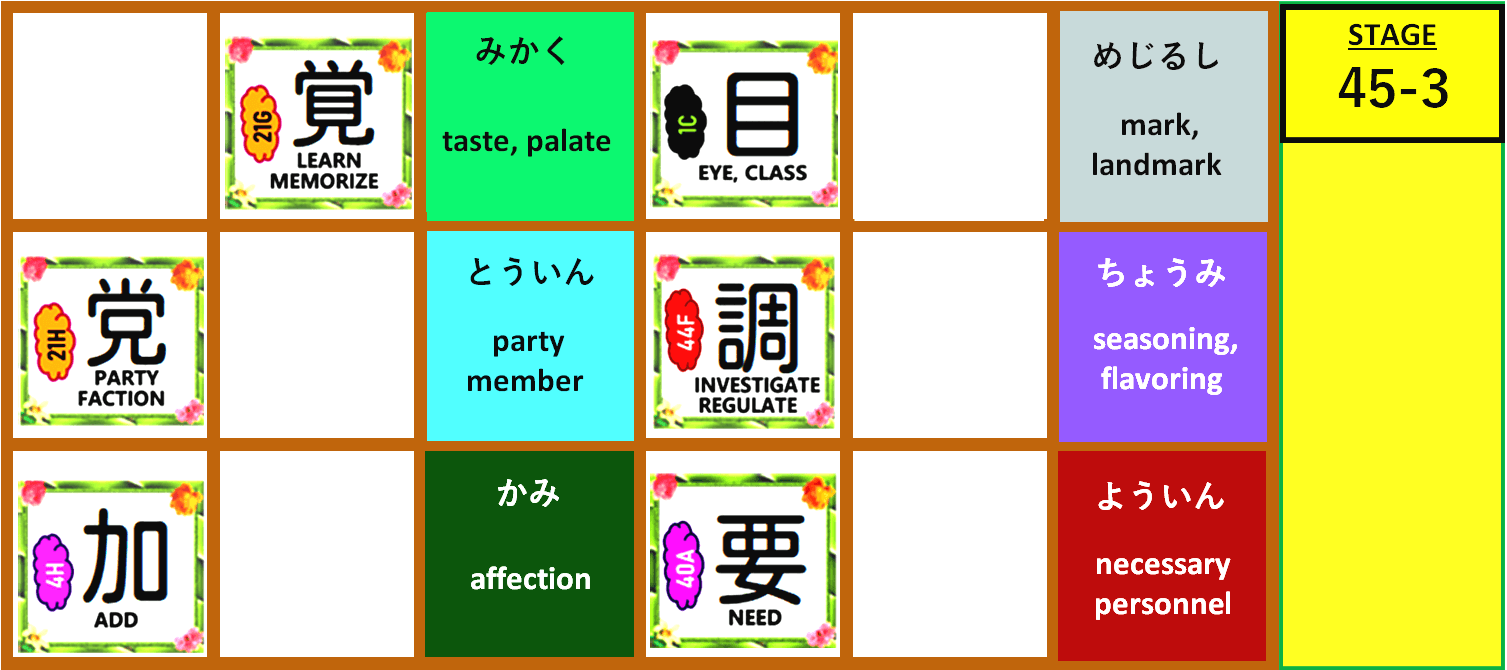 21G
覚
LEARN
MEMORIZE
みかく
taste, palate
1C
目
EYE, CLASS
めじるし
mark,
landmark
STAGE
45-3
21H
党
PARTY
FACTION
とういん
party
member
44F
調
INVESTIGATE
REGULATE
ちょうみ
seasoning,
flavoring
4H
加
ADD
かみ
affection
40A
要
NEED
よういん
necessary
personnel